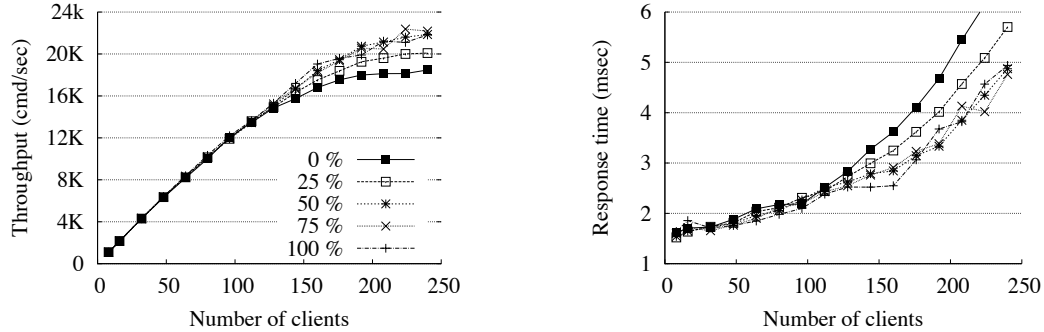 Throughput (cmd/sec)
24k
20K
16K
12K
8K
4K
0
0 %
25 %
50 %
75 %
100 %
0 50 100 150 200 250
Number of clients
Response time (msec)
6
5
4
3
2
1
0 50 100 150 200 250
Number of clients